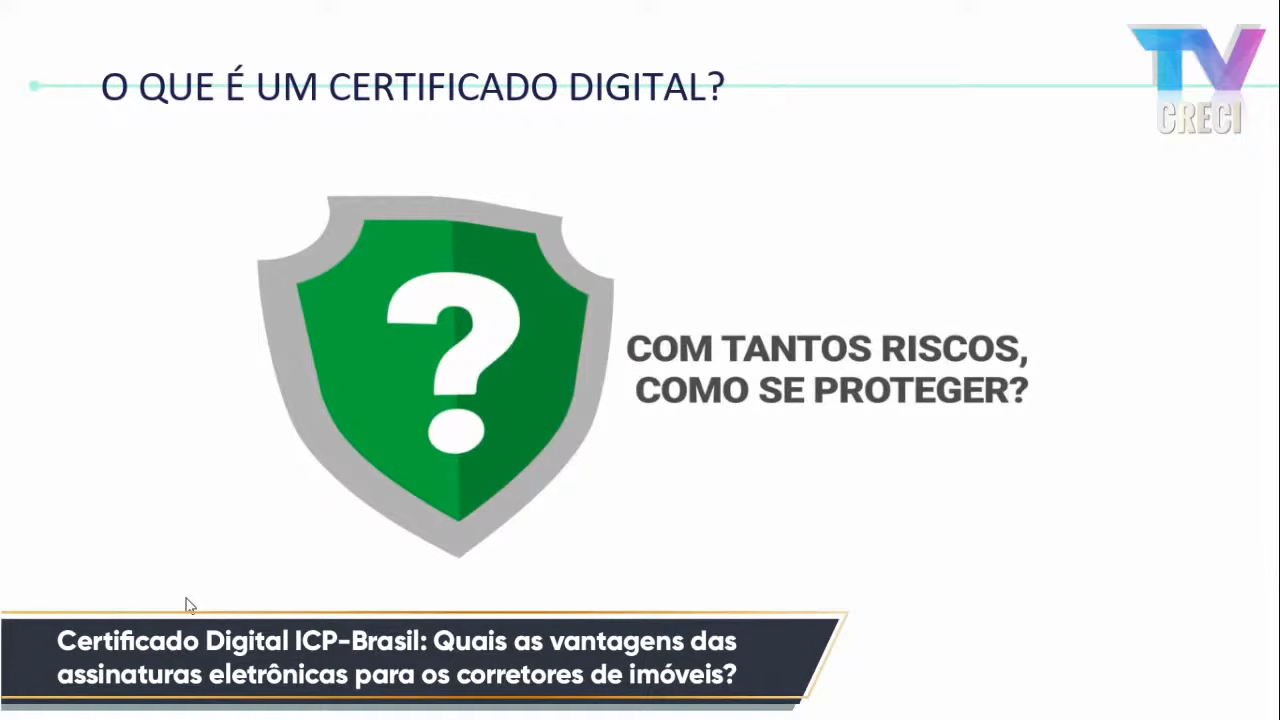 O QUE É UM CERTIFICADO DIGITAL?
TV
CRECI
?
COM TANTOS RISCOS,
COMO SE PROTEGER?
Certificado Digital ICP-Brasil: Quais as vantagens das
assinaturas eletrônicas para os corretores de imóveis?